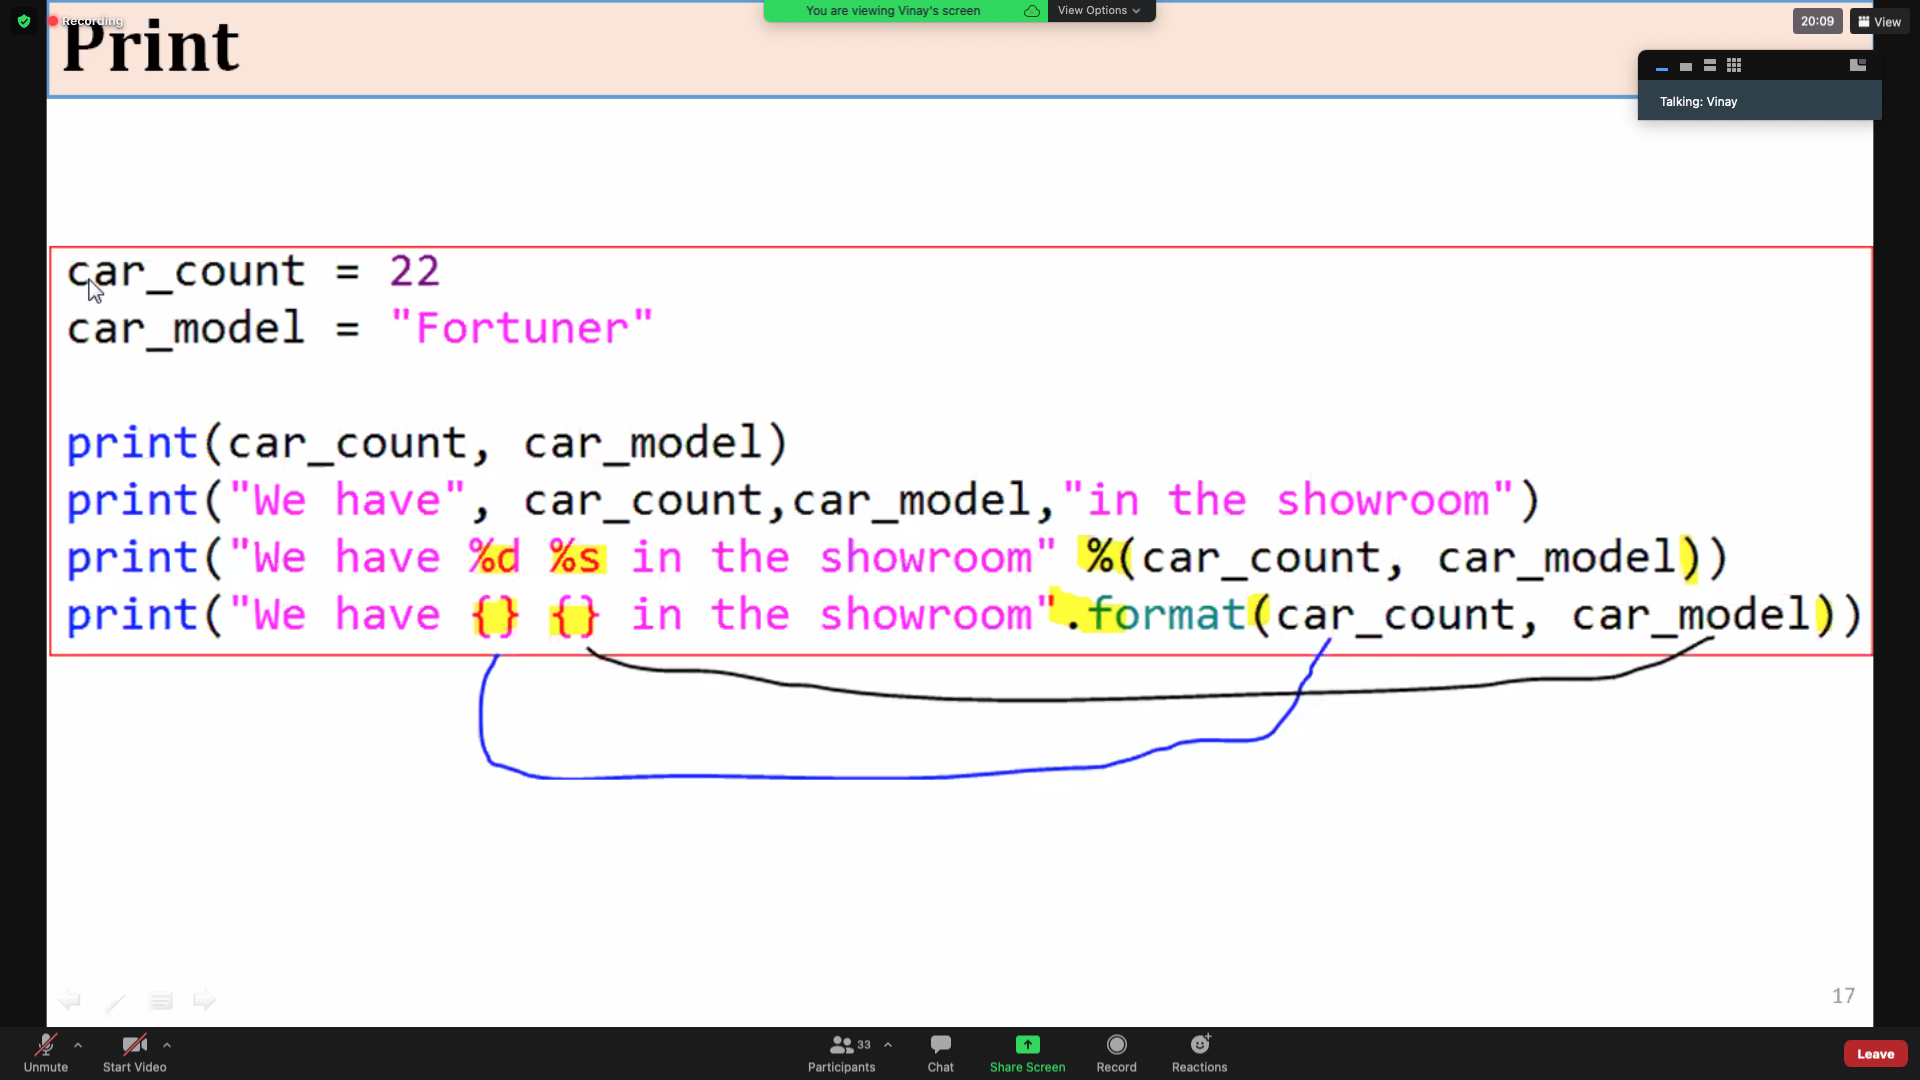 You are viewing Vinay's screen View Options
Recording
20:09 View
Print
Talking: Vinay
car_count = 22
car_model = "Fortuner"
print(car_count, car_model)
print("We have", car_count,car_model,"in the showroom")
print("We have %d %s in the showroom" %(car_count, car_model))
print("We have {} {} in the showroom".format(car_count, car_model))
17
33
Unmute Start Video Participants Chat Share Screen Record Reactions Leave